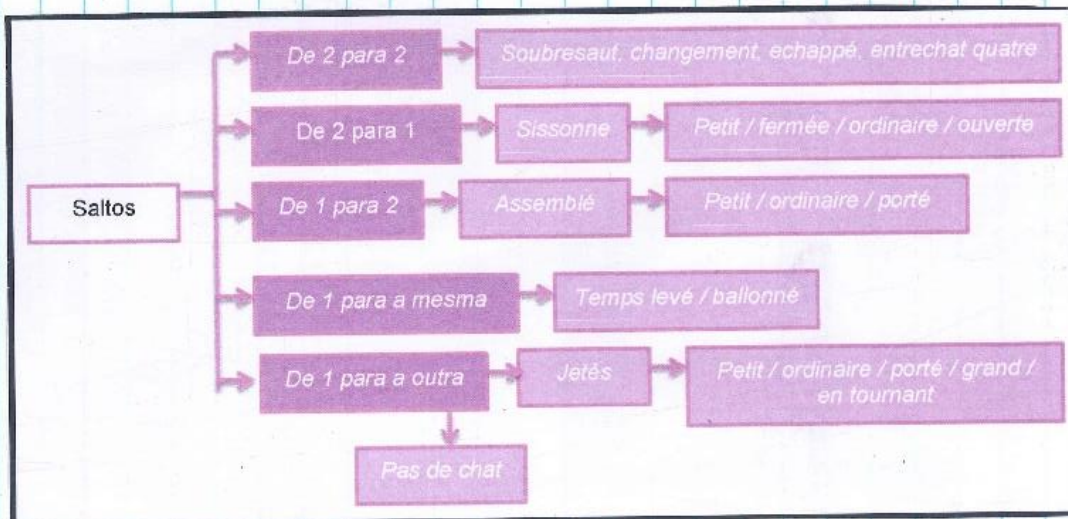 De 2 para 2
Soubresaut, changement, echappé, entrechat quatre
De 2 para 1
Sissonne
Petit / fermée / ordinaire / ouverte
Saltos
De 1 para 2
Assemblé
Petit / ordinaire / porté
De 1 para a mesma
Temps levé / ballonné
De 1 para a outra
Jetés
Petit / ordinaire / porté / grand /
en tournant
Pas de chat